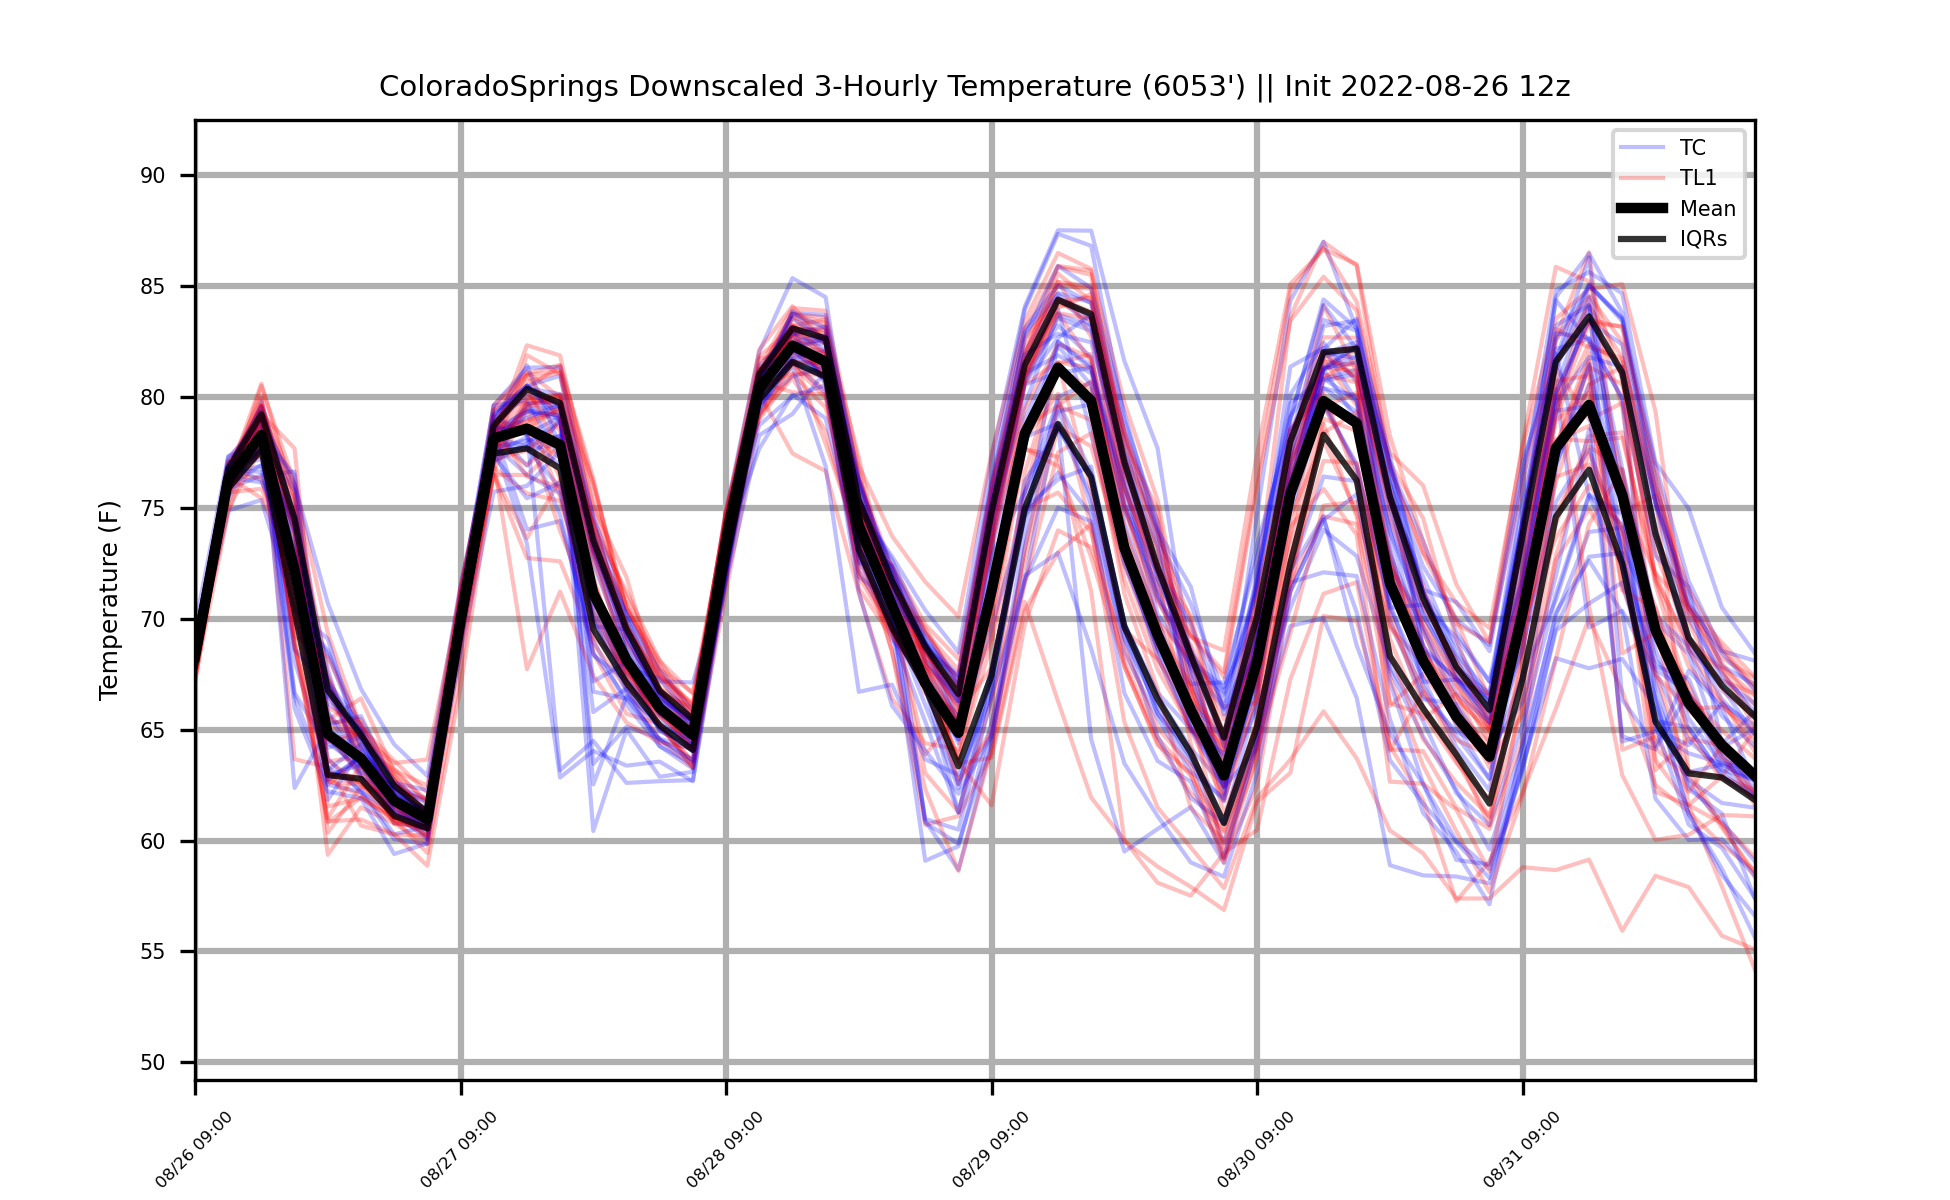 ColoradoSprings Downscaled 3-Hourly Temperature (6053') || Init 2022-08-26 12z
TC
TL1
Mean
IQRs
Temperature (F)
90
85
80
75
70
65
60
55
50
08/26 09:00
08/27 09:00
08/28 09:00
08/29 09:00
08/30 09:00
08/31 09:00